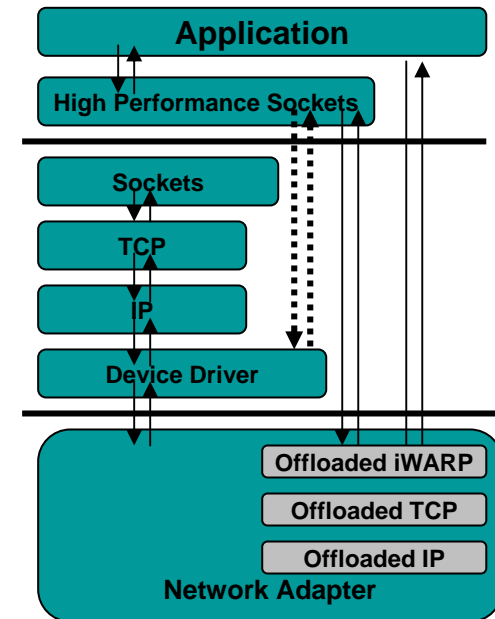 Application
High Performance Sockets
Sockets
TCP
IP
Device Driver
Offloaded iWARP
Offloaded TCP
Offloaded IP
Network Adapter